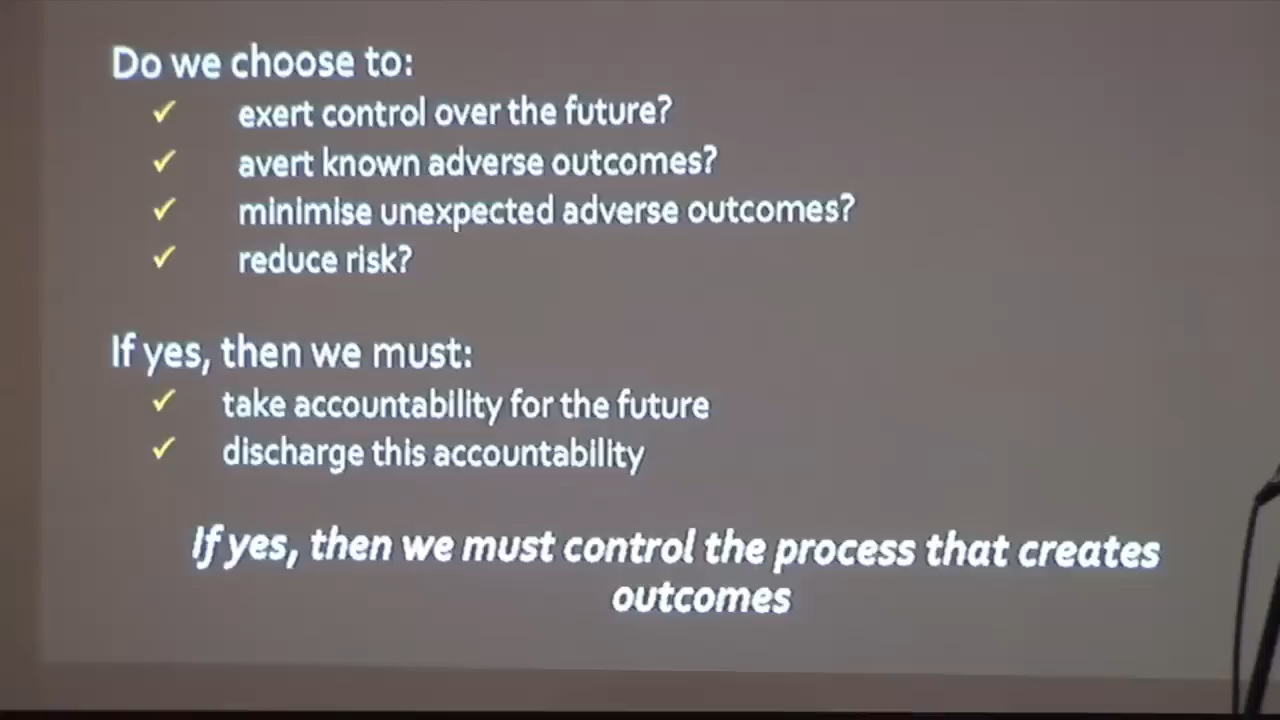 Do we choose to:
✓ exert control over the future?
✓ avert known adverse outcomes?
✓ minimise unexpected adverse outcomes?
✓ reduce risk?
If yes, then we must:
✓ take accountability for the future
✓ discharge this accountability
If yes, then we must control the process that creates
outcomes